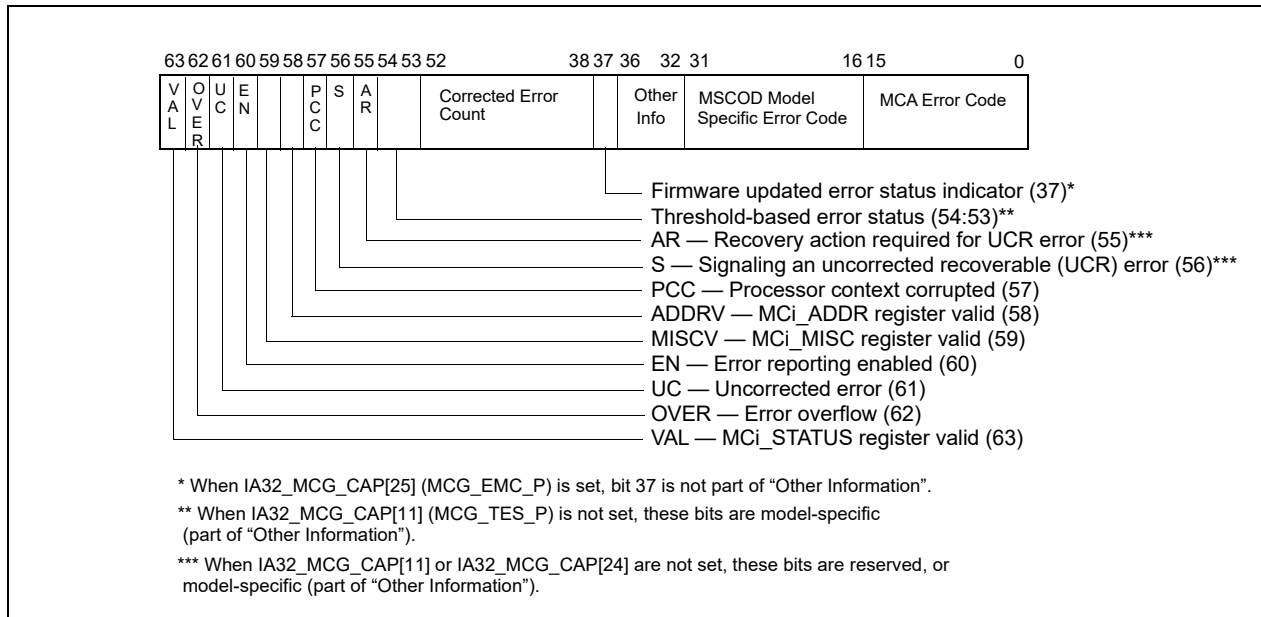 63 62 61 60 59 58 57 56 55 54 53 52 38 37 36 32 31 16 15 0
VAL
OVER
UC
EN
PCC
S
AR
Corrected Error
Count
Other
Info
MSCOD Model
Specific Error Code
MCA Error Code
Firmware updated error status indicator (37)*
Threshold-based error status (54:53)**
AR — Recovery action required for UCR error (55)***
S — Signaling an uncorrected recoverable (UCR) error (56)***
PCC — Processor context corrupted (57)
ADDRV — MCi_ADDR register valid (58)
MISCV — MCi_MISC register valid (59)
EN — Error reporting enabled (60)
UC — Uncorrected error (61)
OVER — Error overflow (62)
VAL — MCi_STATUS register valid (63)
* When IA32_MCG_CAP[25] (MCG_EMC_P) is set, bit 37 is not part of “Other Information”.
** When IA32_MCG_CAP[11] (MCG_TES_P) is not set, these bits are model-specific
(part of “Other Information”).
*** When IA32_MCG_CAP[11] or IA32_MCG_CAP[24] are not set, these bits are reserved, or
model-specific (part of “Other Information”).